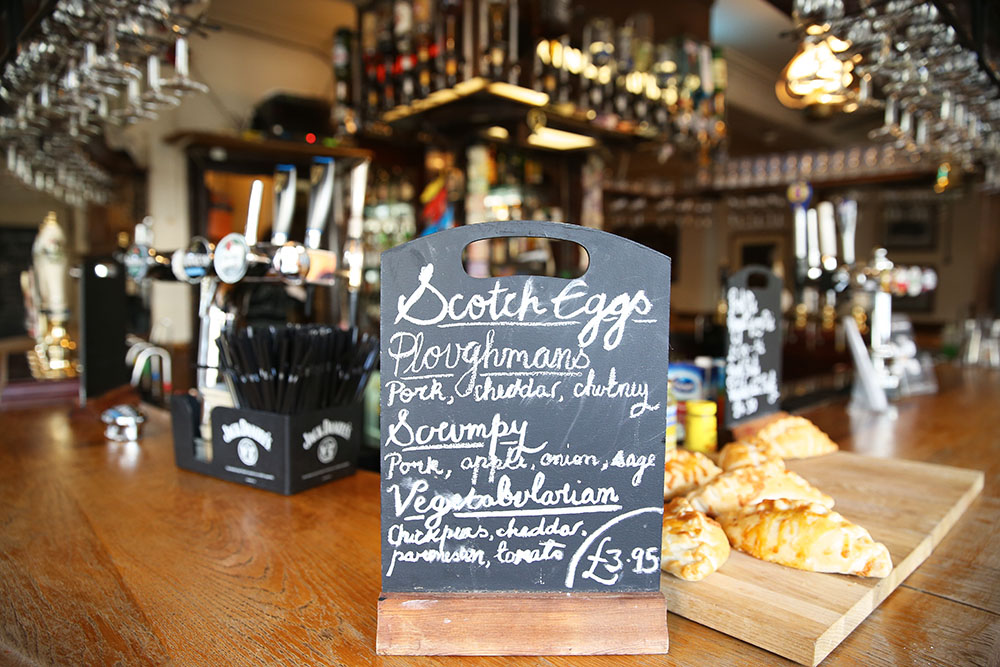 Scotch Eggs
Ploughmans
Pork, cheddar, chutney
Scrumpy
Pork, apple, onion, sage
Vegetabularian
Chickpeas, cheddar,
parmesan, tomato
£3.95
JACK DANIEL'S
JACK DANIEL'S